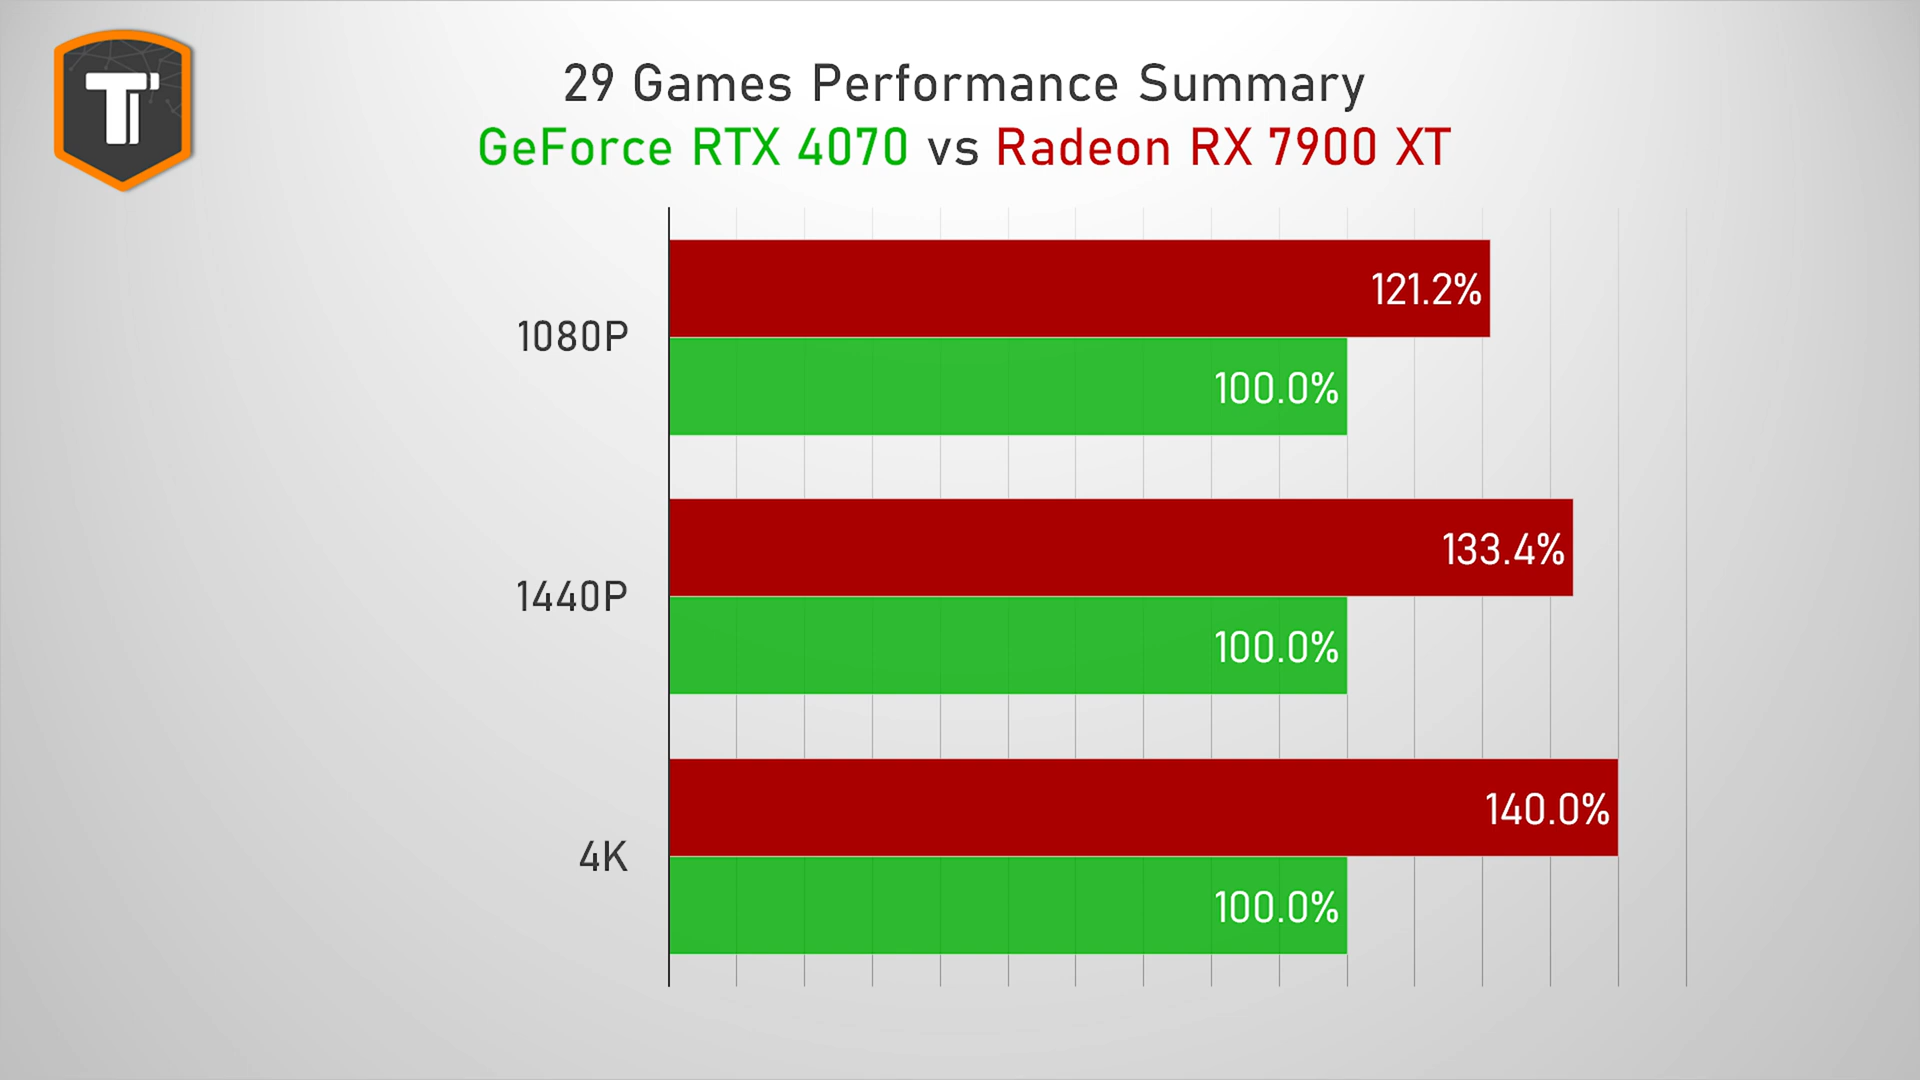 29 Games Performance Summary
GeForce RTX 4070 vs Radeon RX 7900 XT
1080P
121.2%
100.0%
1440P
133.4%
100.0%
4K
140.0%
100.0%